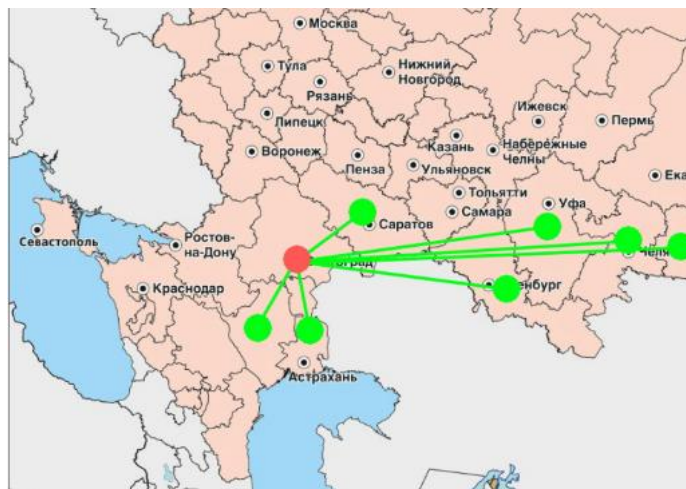 Москва
Тула
Нижний
Новгород
Рязань
Ижевск
Пермь
Липецк
Казань
Набережные
Челны
Воронеж
Пенза
Ульяновск
Ека
Тольятти
Уфа
Самара
Саратов
Севастополь
Ростов-
на-Дону
Краснодар
Астрахань